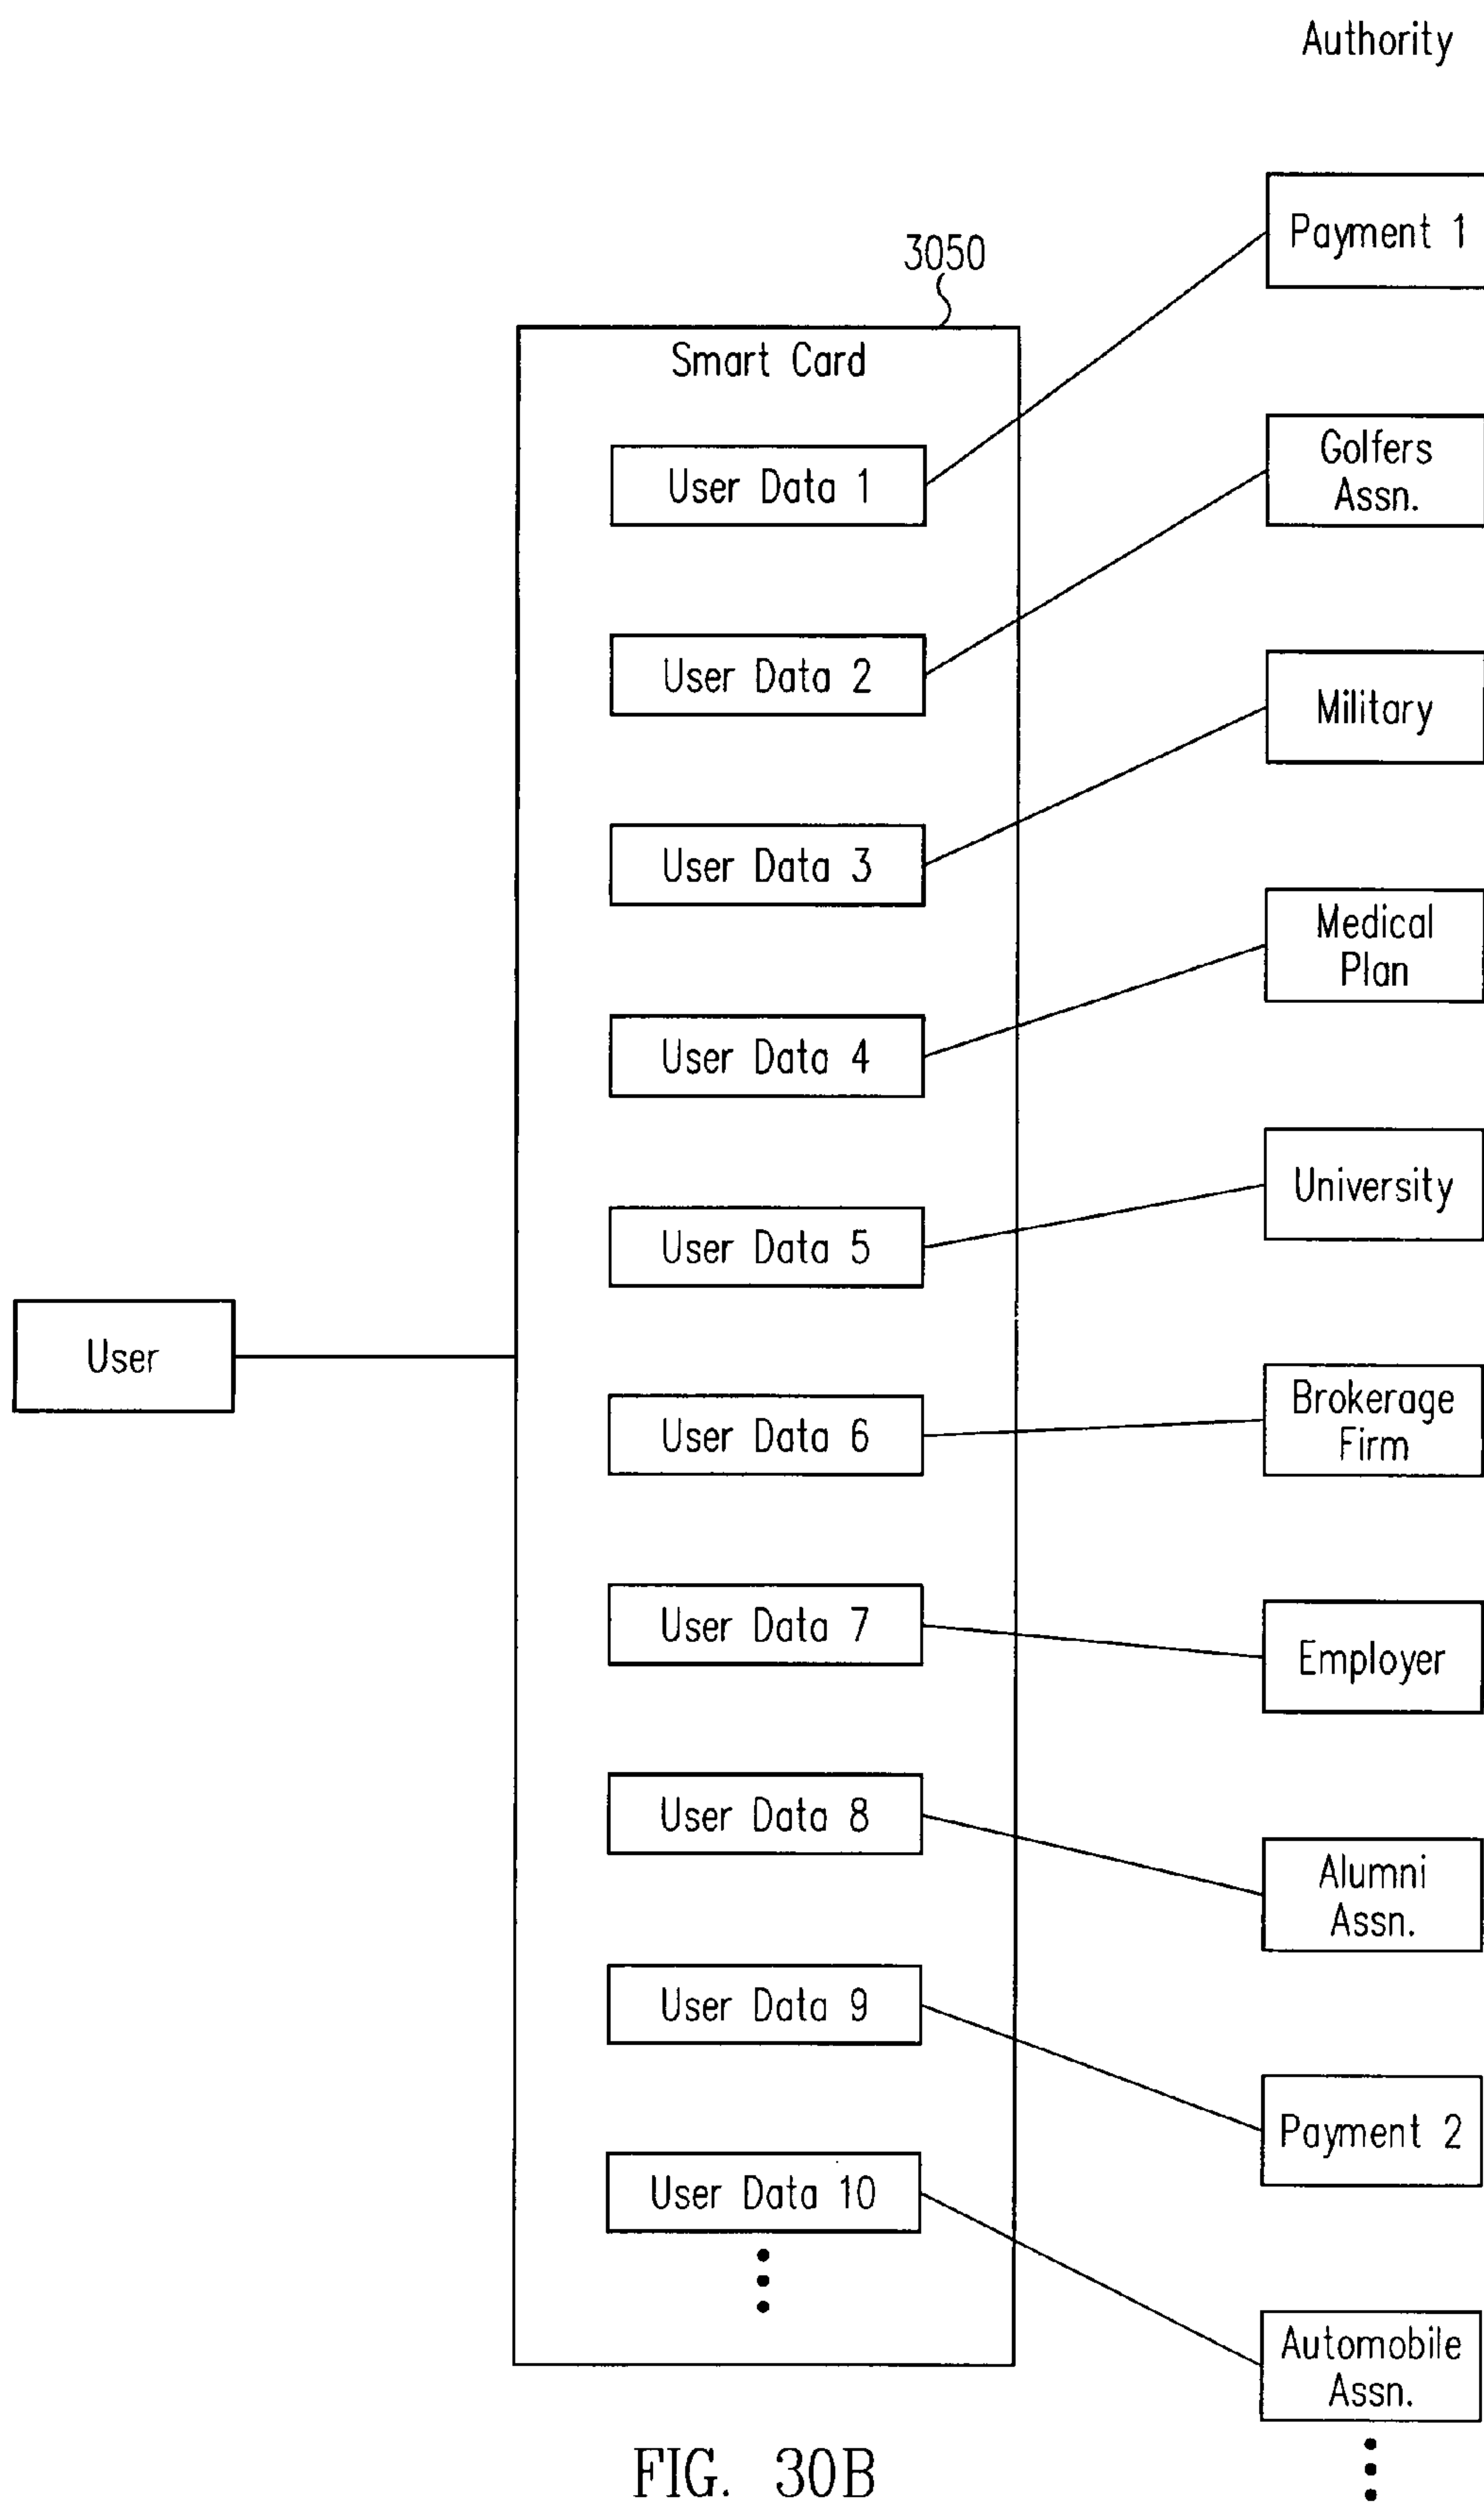 Authority
Payment 1
3050
Smart Card
Golfers
Assn.
User Data 1
User Data 2
Military
User Data 3
Medical
Plan
User Data 4
University
User Data 5
User
Brokerage
Firm
User Data 6
User Data 7
Employer
User Data 8
Alumni
Assn.
User Data 9
Payment 2
User Data 10
Automobile
Assn.
FIG. 30B